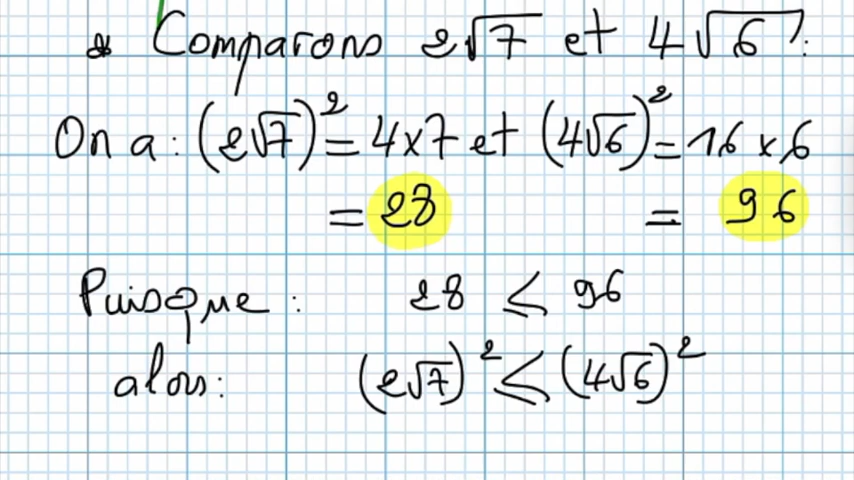 * Comparons 2√7 et 4√6 :
On a : (2√7)² = 4×7 et (4√6)² = 16×6
= 28 = 96
Puisque : 28 ≤ 96
alors : (2√7)² ≤ (4√6)²